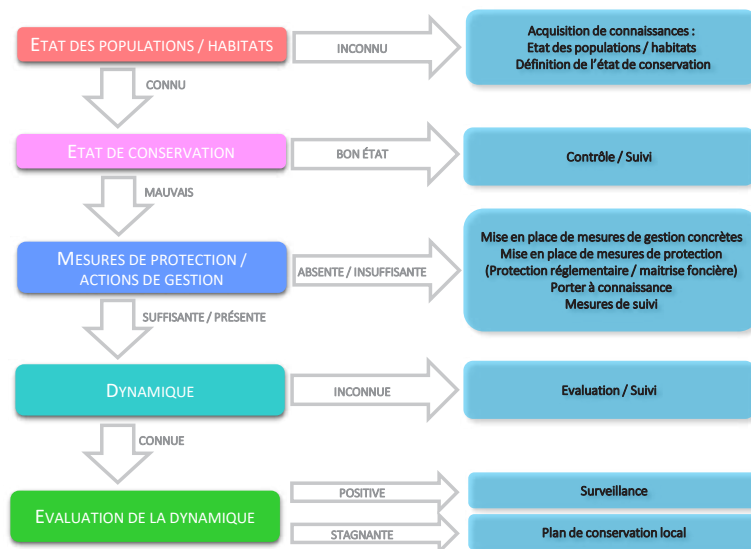 ETAT DES POPULATIONS / HABITATS
INCONNU
Acquisition de connaissances :
Etat des populations / habitats
Définition de l'état de conservation
CONNU
ETAT DE CONSERVATION
BON ÉTAT
Contrôle / Suivi
MAUVAIS
MESURES DE PROTECTION /
ACTIONS DE GESTION
ABSENTE / INSUFFISANTE
Mise en place de mesures de gestion concrètes
Mise en place de mesures de protection
(Protection réglementaire / maitrise foncière)
Porter à connaissance
Mesures de suivi
SUFFISANTE / PRÉSENTE
DYNAMIQUE
INCONNUE
Evaluation / Suivi
CONNUE
EVALUATION DE LA DYNAMIQUE
POSITIVE
Surveillance
STAGNANTE
Plan de conservation local